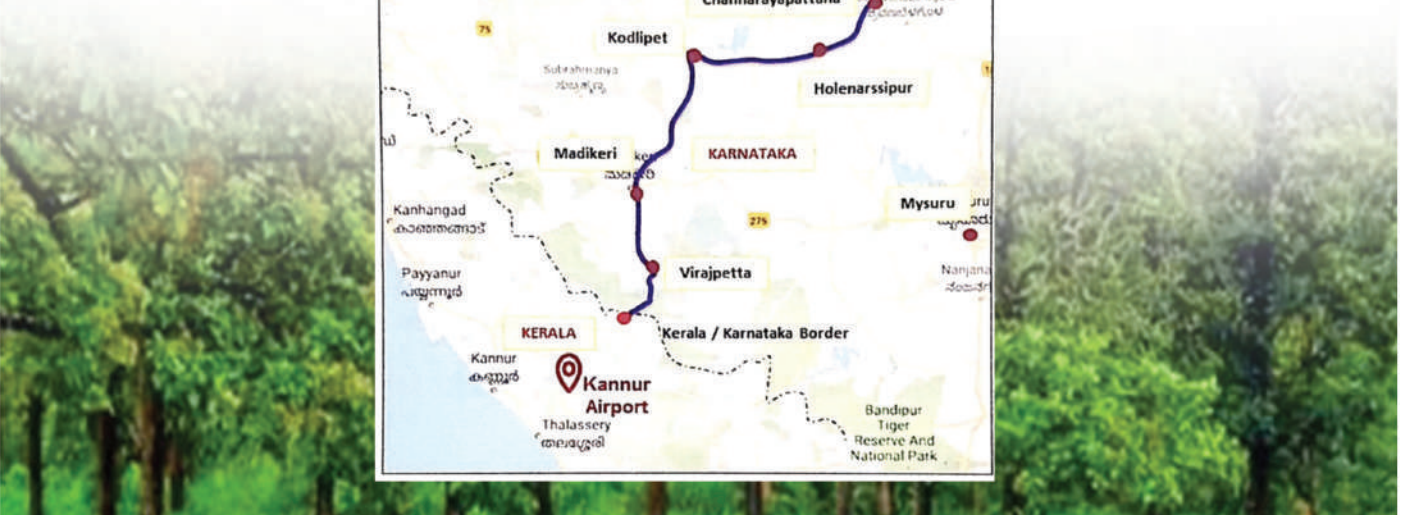 Channarayapattana
75
Kodlipet
Subrahmanya
ಸುಬ್ರಹ್ಮಣ್ಯ
Holenarssipur
Madikeri
KARNATAKA
Mysuru
275
Kanhangad
കാഞ്ഞങ്ങാട്
Payyanur
പയ്യന്നൂർ
Virajpetta
Nanjana
KERALA
Kerala / Karnataka Border
Kannur
കണ്ണൂർ
Kannur
Airport
Thalassery
തലശ്ശേരി
Bandipur
Tiger
Reserve And
National Park